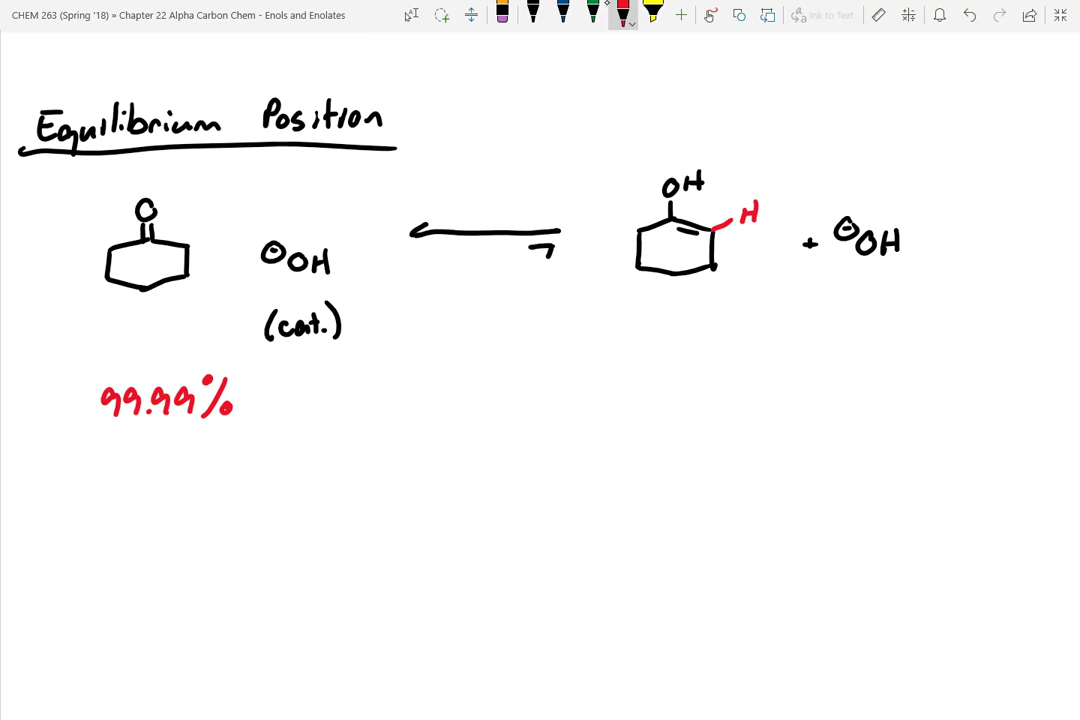 CHEM 263 (Spring '18) » Chapter 22 Alpha Carbon Chem - Enols and Enolates
Ink to Text
Equilibrium Position
O
⊖OH
(cat.)
OH
H
+ ⊖OH
99.99%